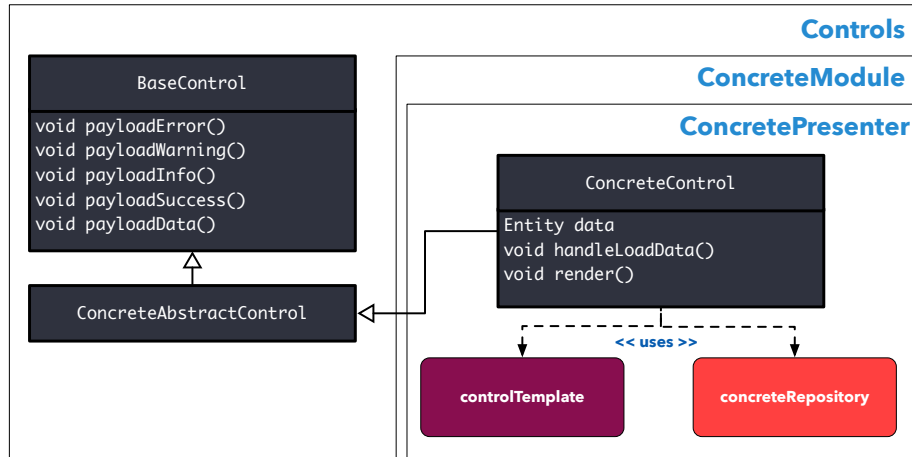 Controls
ConcreteModule
ConcretePresenter
BaseControl
void payloadError()
void payloadWarning()
void payloadInfo()
void payloadSuccess()
void payloadData()
ConcreteAbstractControl
ConcreteControl
Entity data
void handleLoadData()
void render()
<< uses >>
controlTemplate
concreteRepository